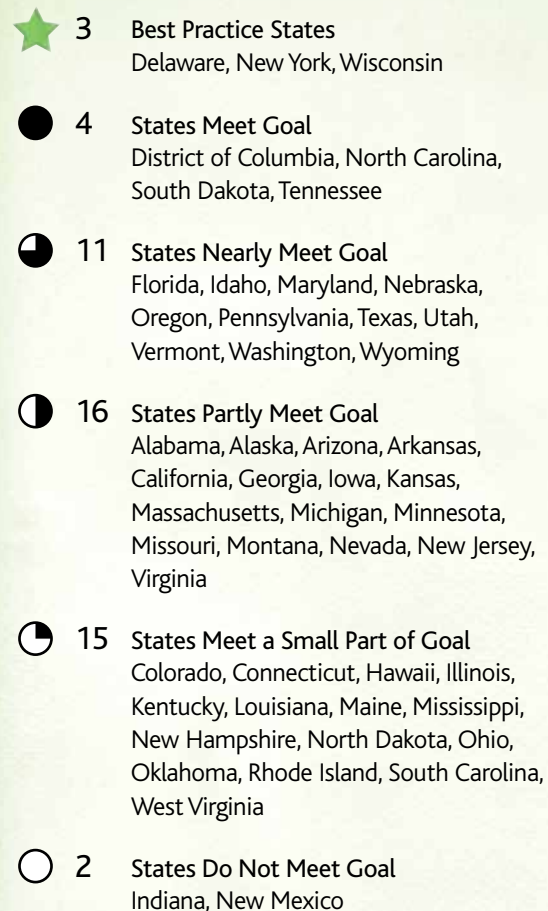 3 Best Practice States
Delaware, New York, Wisconsin
4 States Meet Goal
District of Columbia, North Carolina,
South Dakota, Tennessee
11 States Nearly Meet Goal
Florida, Idaho, Maryland, Nebraska,
Oregon, Pennsylvania, Texas, Utah,
Vermont, Washington, Wyoming
16 States Partly Meet Goal
Alabama, Alaska, Arizona, Arkansas,
California, Georgia, Iowa, Kansas,
Massachusetts, Michigan, Minnesota,
Missouri, Montana, Nevada, New Jersey,
Virginia
15 States Meet a Small Part of Goal
Colorado, Connecticut, Hawaii, Illinois,
Kentucky, Louisiana, Maine, Mississippi,
New Hampshire, North Dakota, Ohio,
Oklahoma, Rhode Island, South Carolina,
West Virginia
2 States Do Not Meet Goal
Indiana, New Mexico